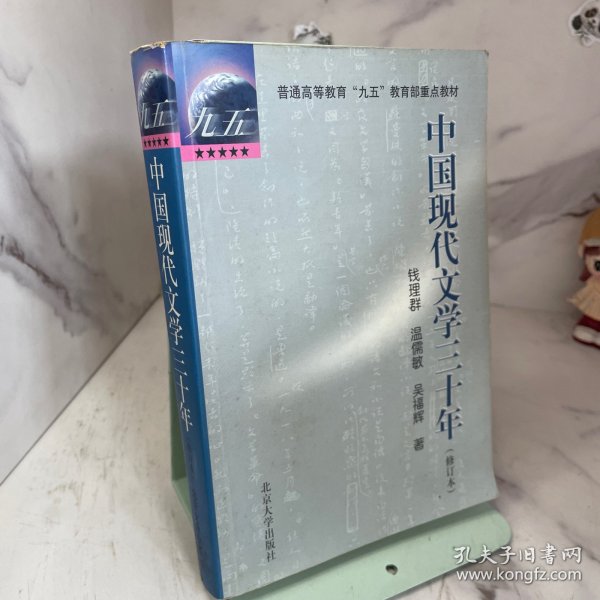 九五
★★★★★
中国现代文学三十年
九五
★★★★★
普通高等教育“九五”教育部重点教材
中国现代文学三十年
（修订本）
钱理群 温儒敏 吴福辉 著
北京大学出版社
孔夫子旧书网
www.kongfz.com